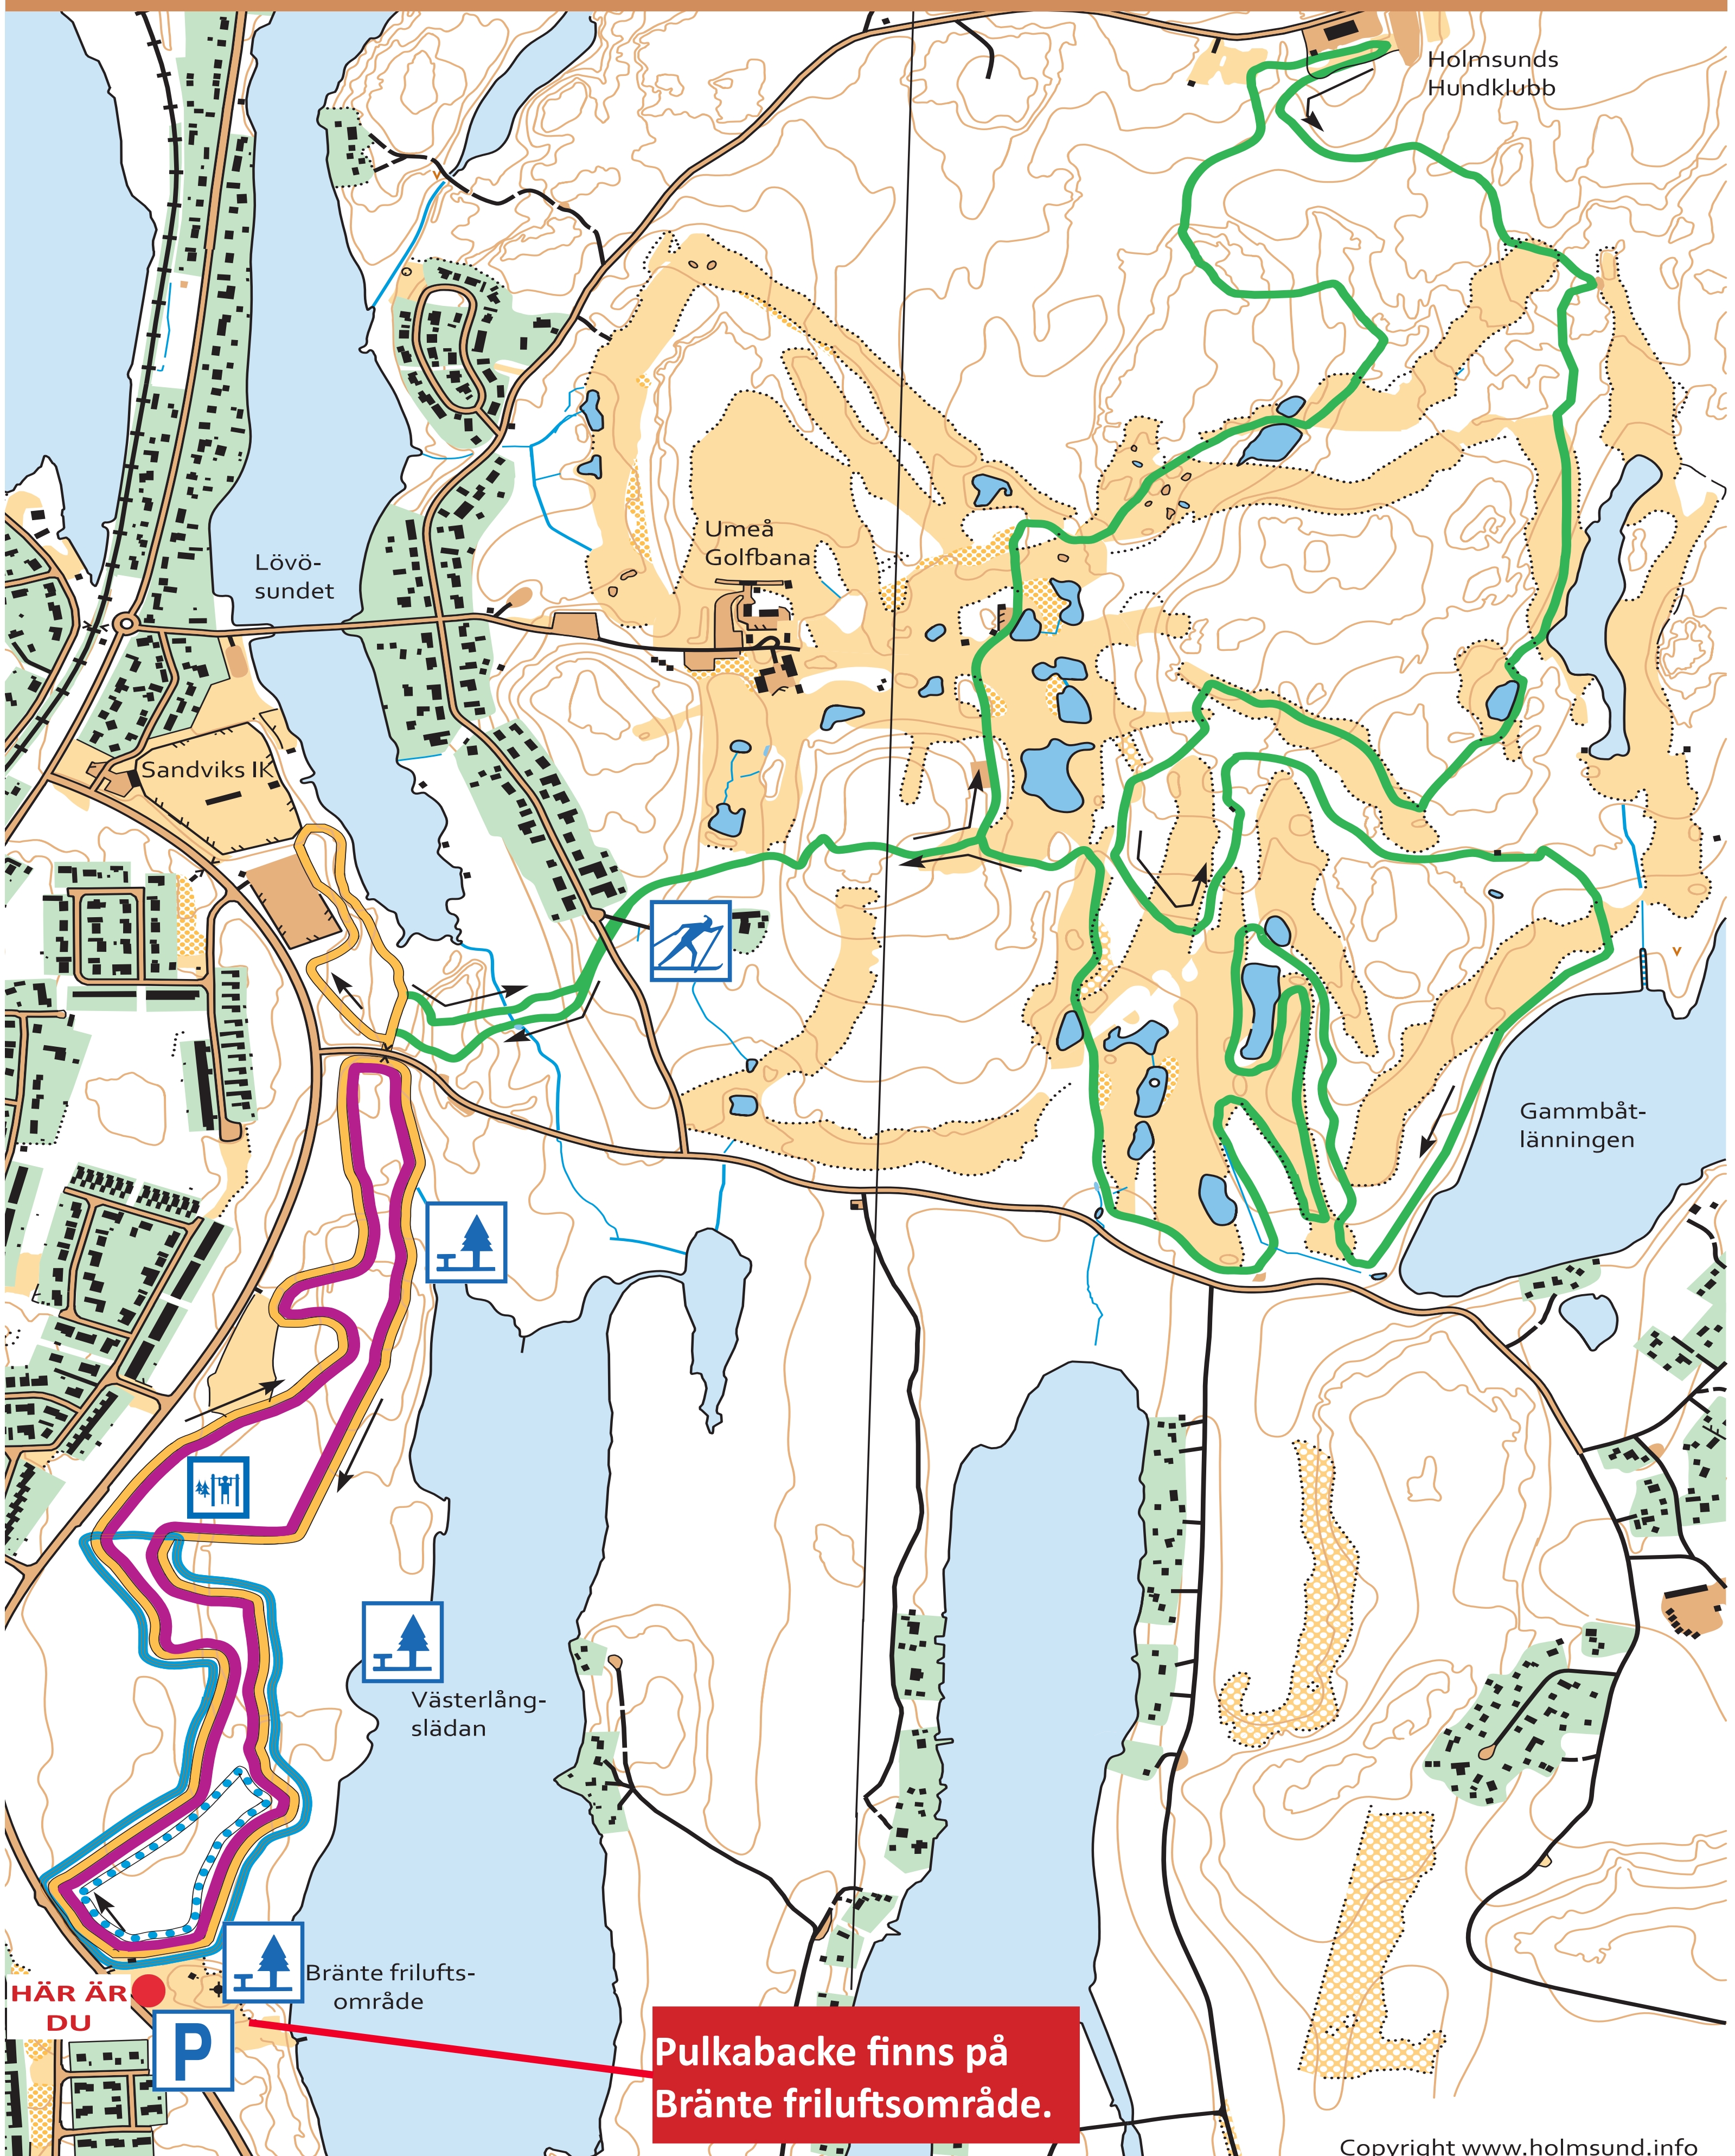 Holmsunds
Hundklubb
Umeå
Golfbana
Lövö-
sundet
Sandviks IK
Gammbåt-
länningen
Västerlång-
slädan
Bränte frilufts-
område
HÄR ÄR
DU
P
Pulkabacke finns på
Bränte friluftsområde.
Copyright www.holmsund.info